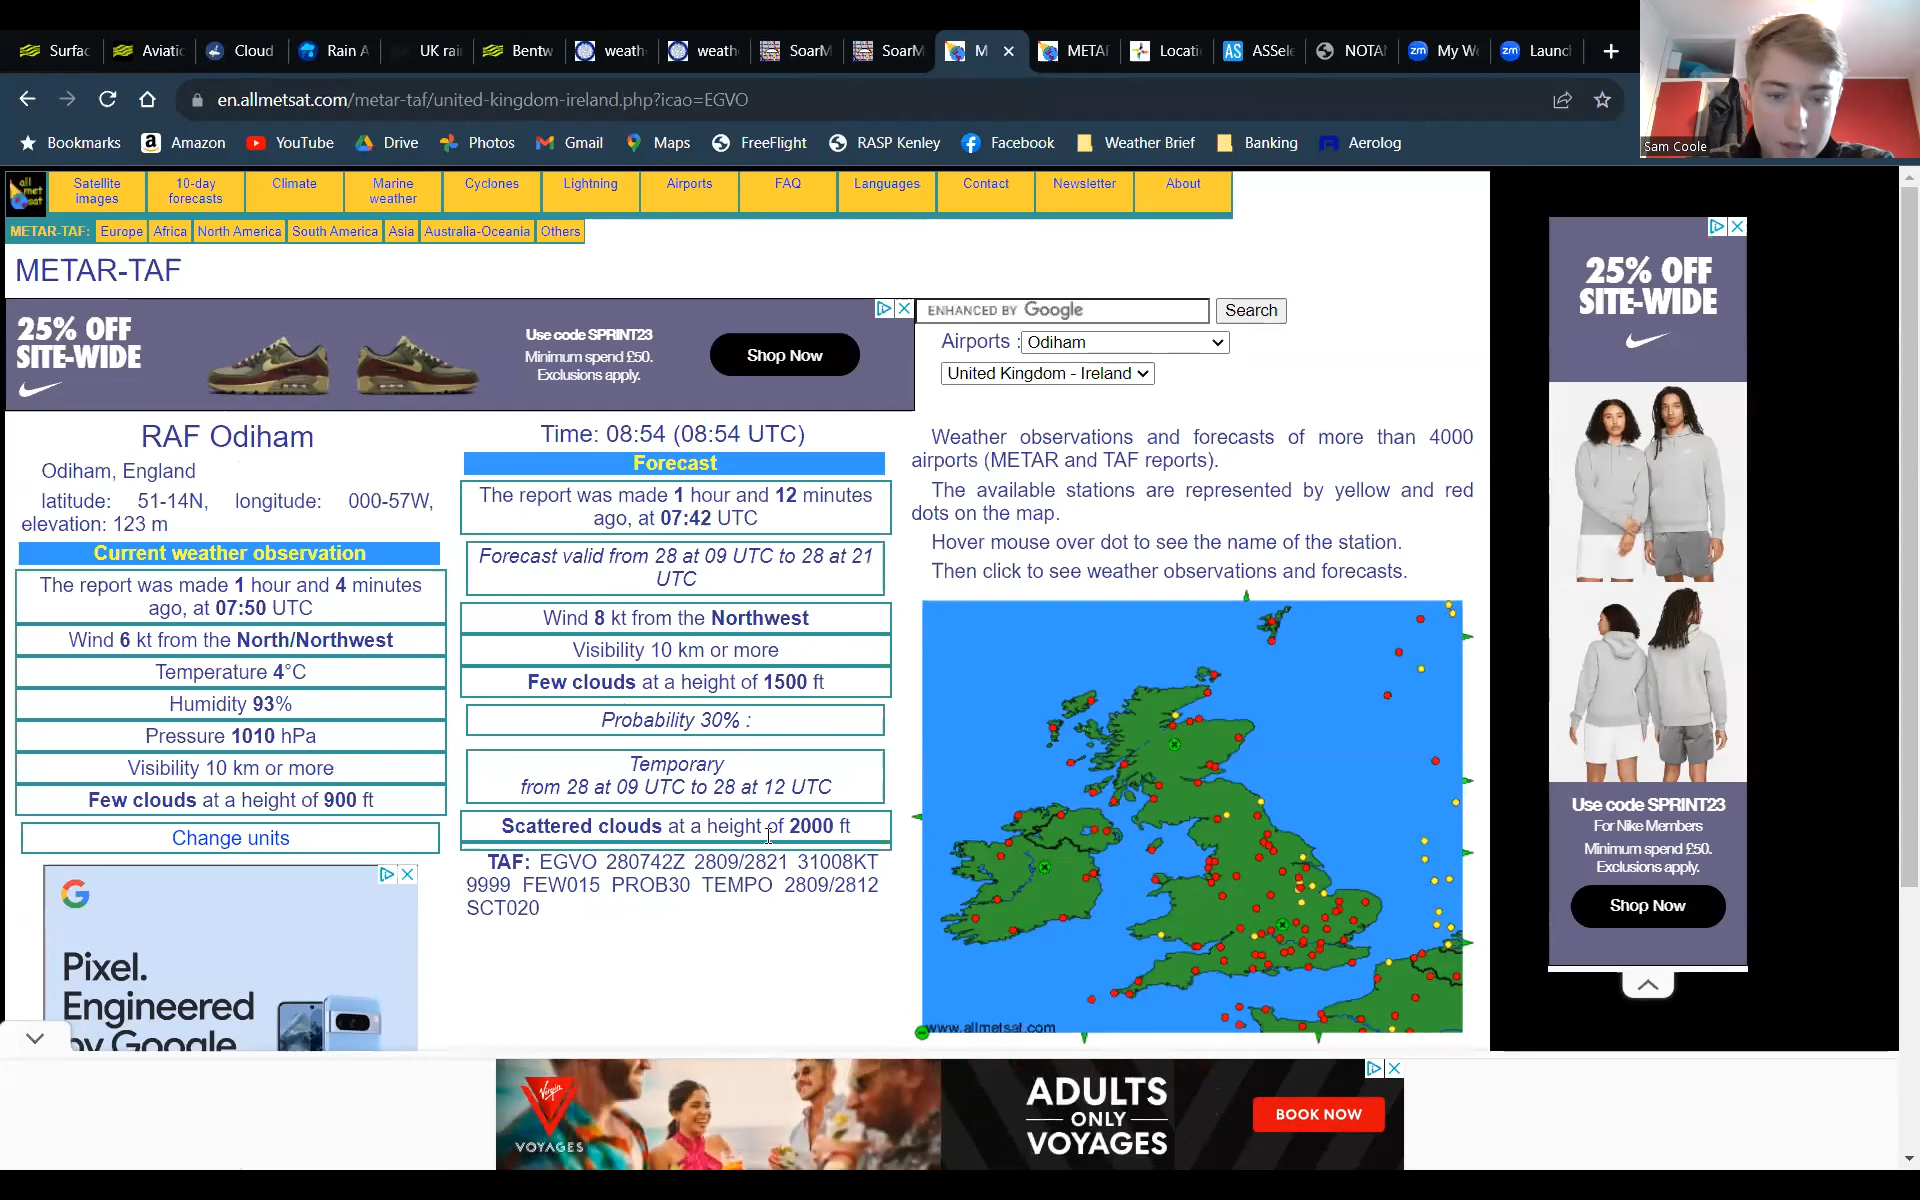 Surfac
Aviatic
Cloud
Rain A
UK rai
Bentw
weath
weath
SoarM
SoarM
M
METAI
Locati
ASSele
NOTA
My We
Launc
en.allmetsat.com/metar-taf/united-kingdom-ireland.php?icao=EGVO
Bookmarks
Amazon
YouTube
Drive
Photos
Gmail
Maps
FreeFlight
RASP Kenley
Facebook
Weather Brief
Banking
Aerolog
Sam Coole
all
met
sat
Satellite
images
10-day
forecasts
Climate
Marine
weather
Cyclones
Lightning
Airports
FAQ
Languages
Contact
Newsletter
About
METAR-TAF:
Europe
Africa
North America
South America
Asia
Australia-Oceania
Others
METAR-TAF
25% OFF
SITE-WIDE
Use code SPRINT23
Minimum spend £50.
Exclusions apply.
Shop Now
ENHANCED BY Google
Search
Airports :
Odiham
United Kingdom - Ireland
RAF Odiham
Odiham, England
latitude: 51-14N, longitude: 000-57W,
elevation: 123 m
Current weather observation
The report was made 1 hour and 4 minutes
ago, at 07:50 UTC
Wind 6 kt from the North/Northwest
Temperature 4°C
Humidity 93%
Pressure 1010 hPa
Visibility 10 km or more
Few clouds at a height of 900 ft
Change units
Time: 08:54 (08:54 UTC)
Forecast
The report was made 1 hour and 12 minutes
ago, at 07:42 UTC
Forecast valid from 28 at 09 UTC to 28 at 21
UTC
Wind 8 kt from the Northwest
Visibility 10 km or more
Few clouds at a height of 1500 ft
Probability 30% :
Temporary
from 28 at 09 UTC to 28 at 12 UTC
Scattered clouds at a height of 2000 ft
TAF: EGVO 280742Z 2809/2821 31008KT
9999 FEW015 PROB30 TEMPO 2809/2812
SCT020
Weather observations and forecasts of more than 4000
airports (METAR and TAF reports).
The available stations are represented by yellow and red
dots on the map.
Hover mouse over dot to see the name of the station.
Then click to see weather observations and forecasts.
www.allmetsat.com
25% OFF
SITE-WIDE
Use code SPRINT23
For Nike Members
Minimum spend £50.
Exclusions apply.
Shop Now
Pixel.
Engineered
by Google
Virgin
VOYAGES
ADULTS
ONLY
VOYAGES
BOOK NOW